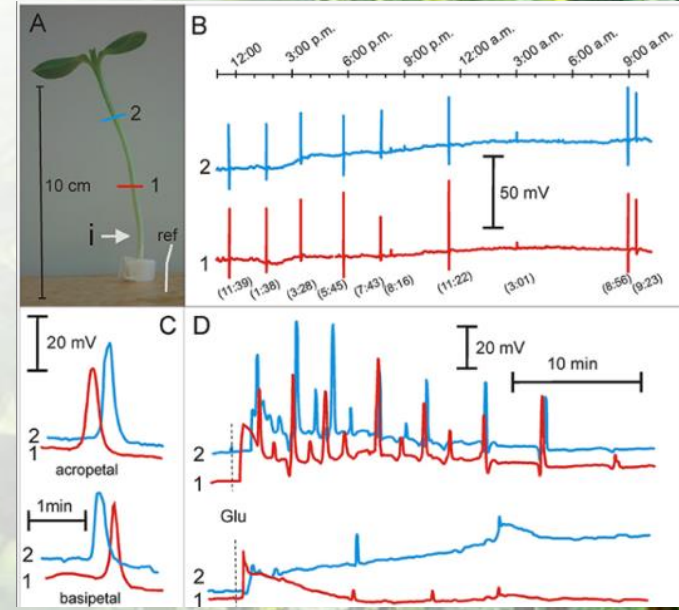 A
2
1
10 cm
i
ref
B
12:00
3:00 p.m.
6:00 p.m.
9:00 p.m.
12:00 a.m.
3:00 a.m.
6:00 a.m.
9:00 a.m.
2
50 mV
1
(11:39)
(1:38)
(3:28)
(5:45)
(7:43)
(8:16)
(11:22)
(3:01)
(8:56)
(9:23)
C
20 mV
2
1
acropetal
1min
2
1
basipetal
D
20 mV
10 min
2
1
Glu
2
1